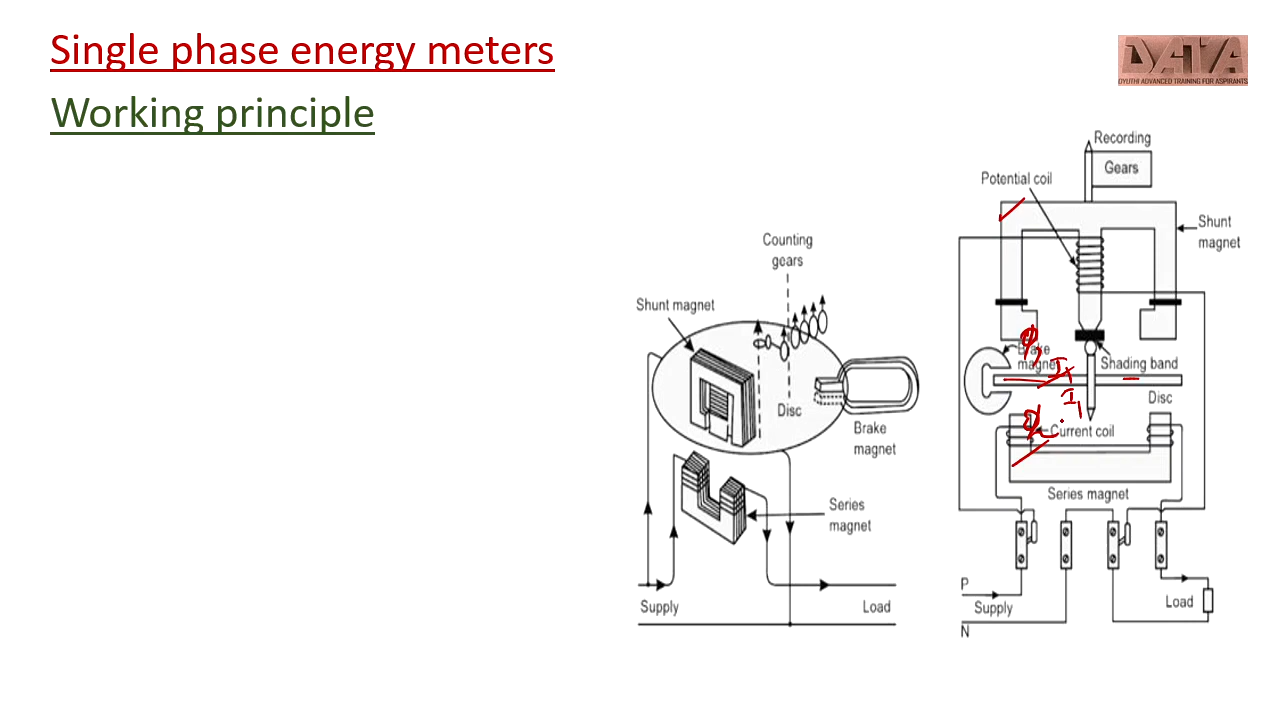 Single phase energy meters
Working principle
DATA
DYUTHI ADVANCED TRAINING FOR ASPIRANTS
Counting
gears
Shunt magnet
Disc
Brake
magnet
Series
magnet
Supply
Load
Recording
Gears
Potential coil
Shunt
magnet
Brake
magnet
Shading band
Disc
Current coil
Series magnet
P
Supply
N
Load